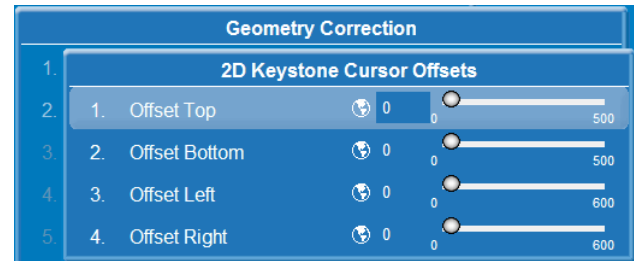 Geometry Correction
1.
2D Keystone Cursor Offsets
2.
1. Offset Top 0 0 500
3.
2. Offset Bottom 0 0 500
4.
3. Offset Left 0 0 600
5.
4. Offset Right 0 0 600